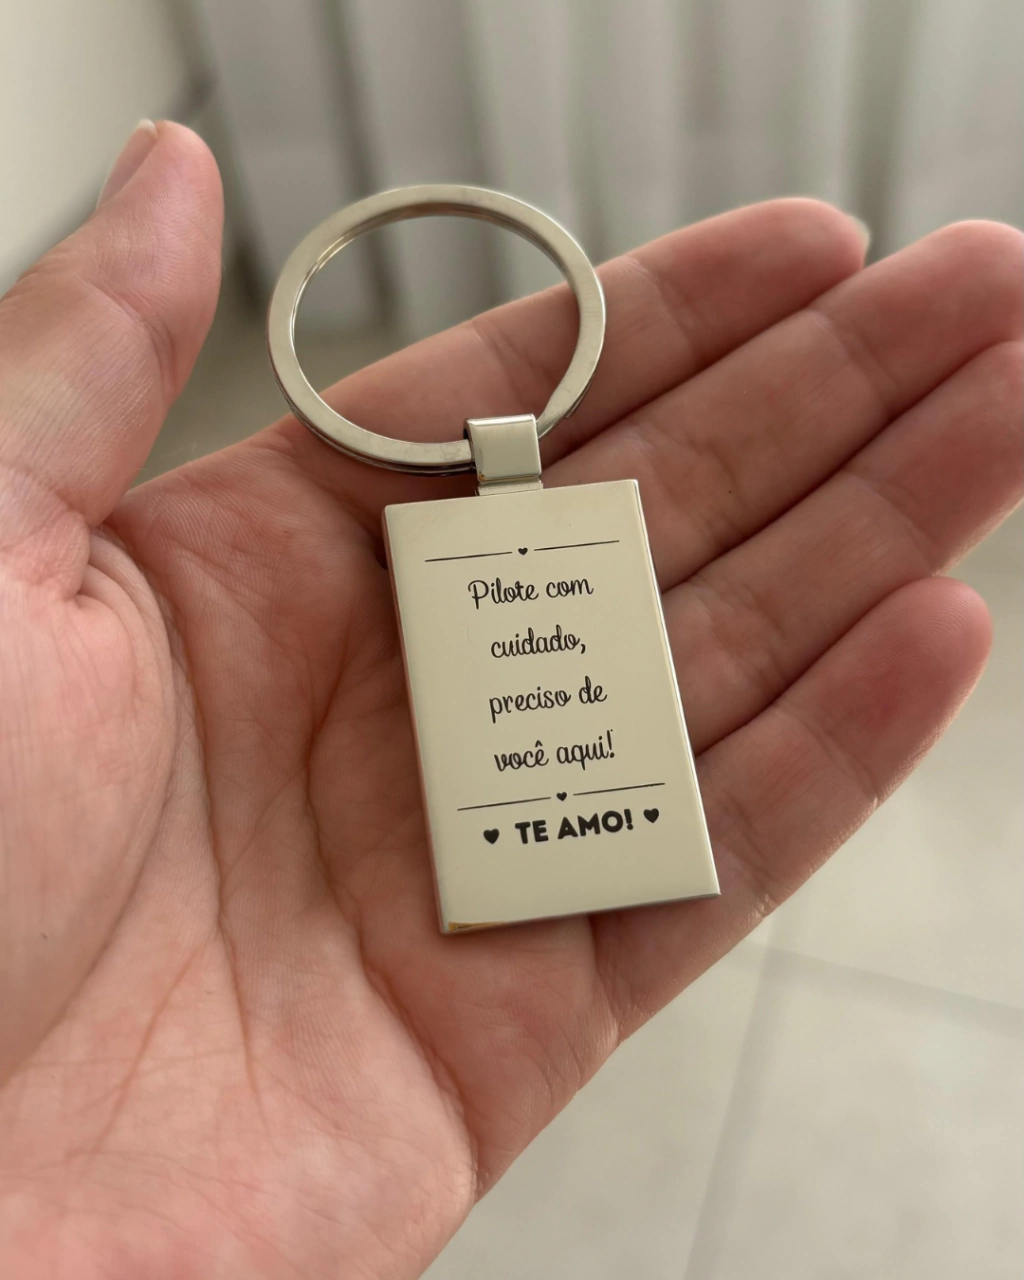 Pilote com
cuidado,
preciso de
você aqui!
♥ TE AMO! ♥